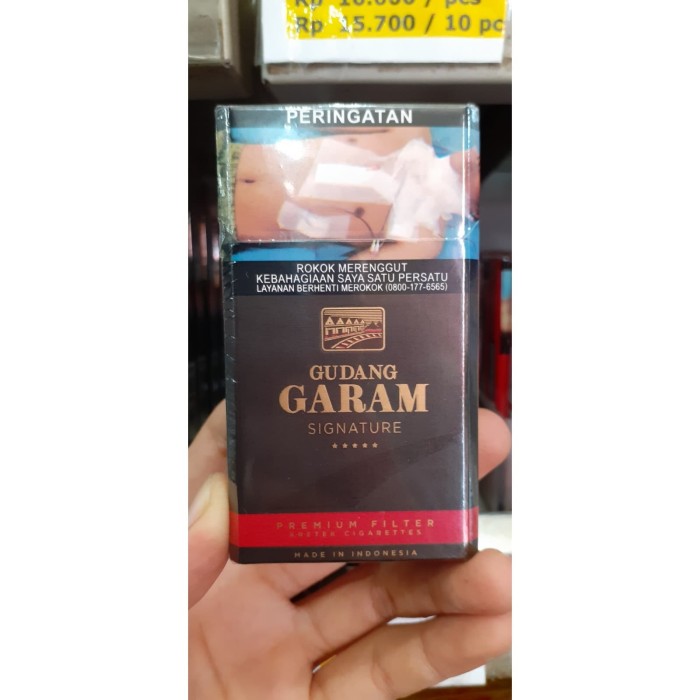 Rp 15.700 / 10 pc
PERINGATAN
ROKOK MERENGGUT
KEBAHAGIAAN SAYA SATU PERSATU
LAYANAN BERHENTI MEROKOK (0800-177-6565)
GUDANG
GARAM
SIGNATURE
PREMIUM FILTER
KRETEK CIGARETTES
MADE IN INDONESIA